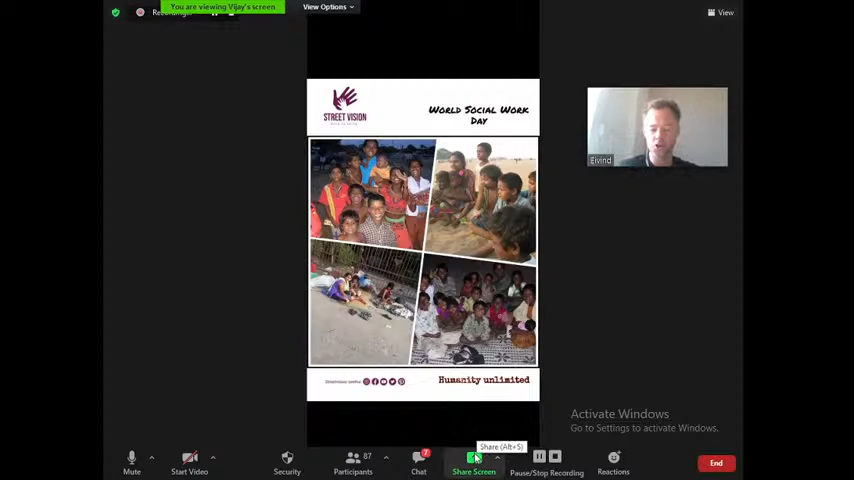 You are viewing Vijay's screen
View Options
View
STREET VISION
WORLD SOCIAL WORK
DAY
Eivind
Humanity unlimited
Activate Windows
Go to Settings to activate Windows.
Share (Alt+S)
Mute
Start Video
Security
87
Participants
7
Chat
Share Screen
Pause/Stop Recording
Reactions
End